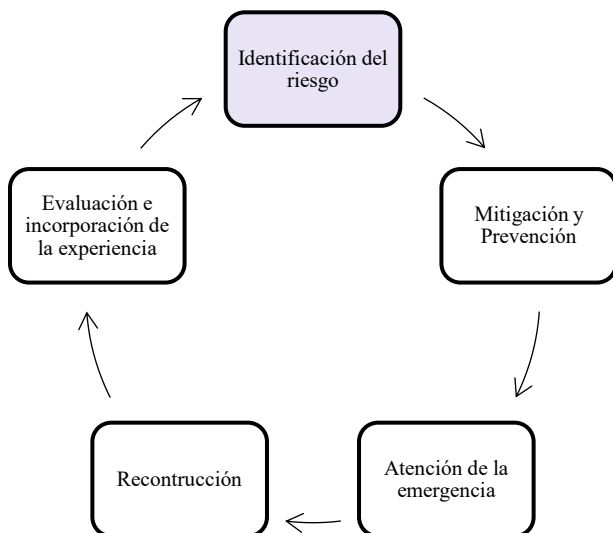 Identificación del
riesgo
Mitigación y
Prevención
Atención de la
emergencia
Recontrucción
Evaluación e
incorporación de
la experiencia